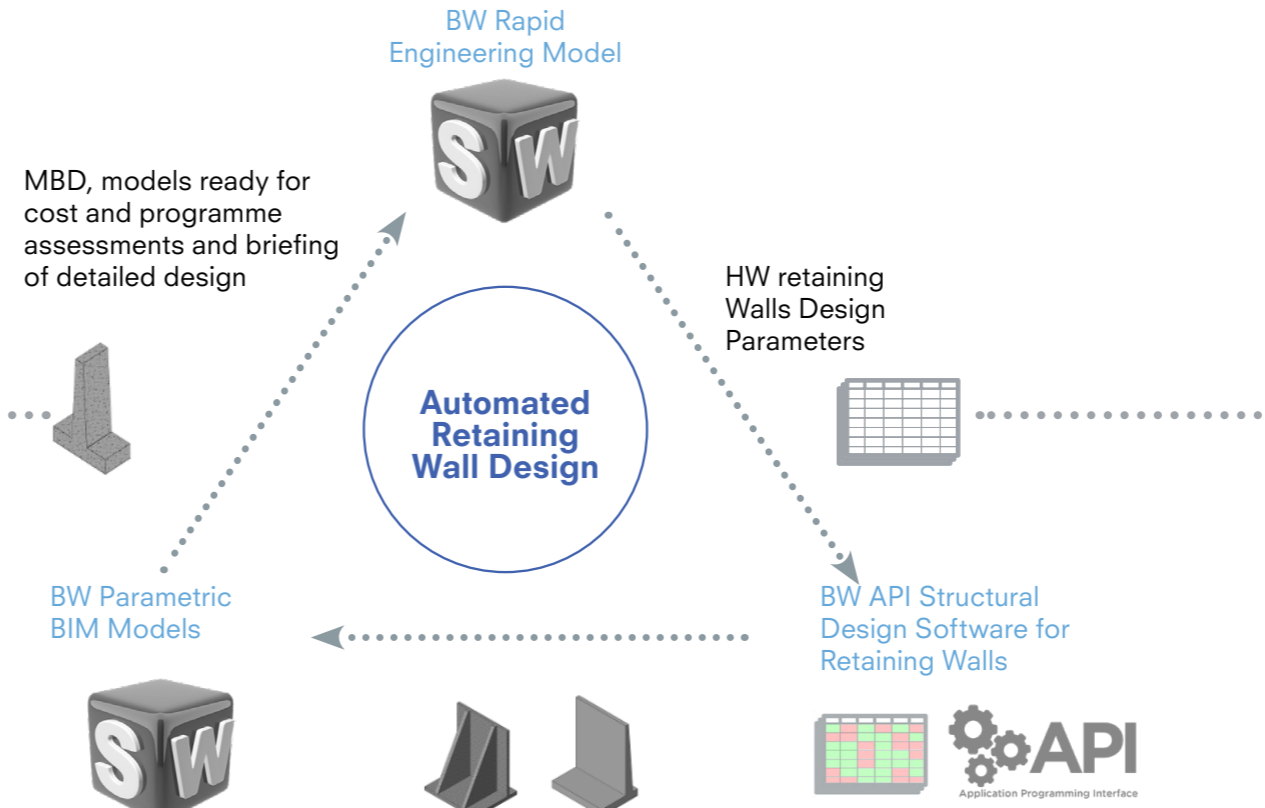 BW Rapid
Engineering Model
S W
MBD, models ready for
cost and programme
assessments and briefing
of detailed design
HW retaining
Walls Design
Parameters
Automated
Retaining
Wall Design
BW Parametric
BIM Models
BW API Structural
Design Software for
Retaining Walls
S W
API
Application Programming Interface